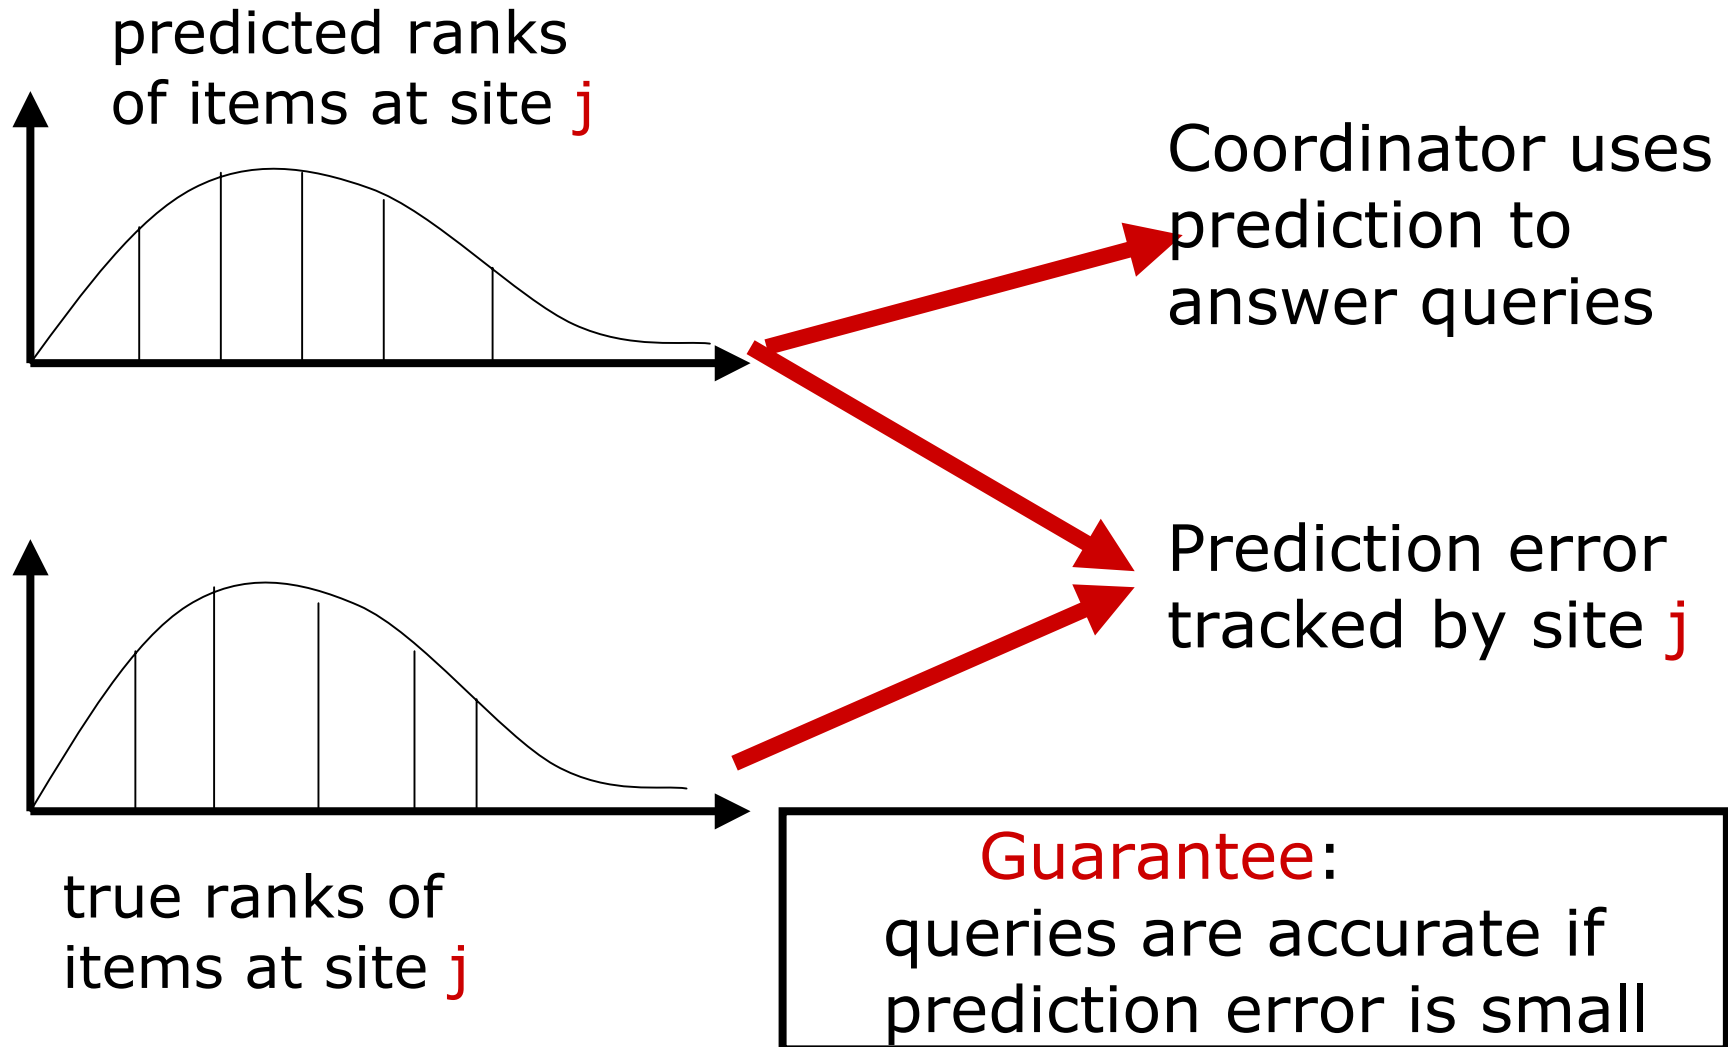 predicted ranks
of items at site j
Coordinator uses
prediction to
answer queries
Prediction error
tracked by site j
true ranks of
items at site j
Guarantee:
queries are accurate if
prediction error is small